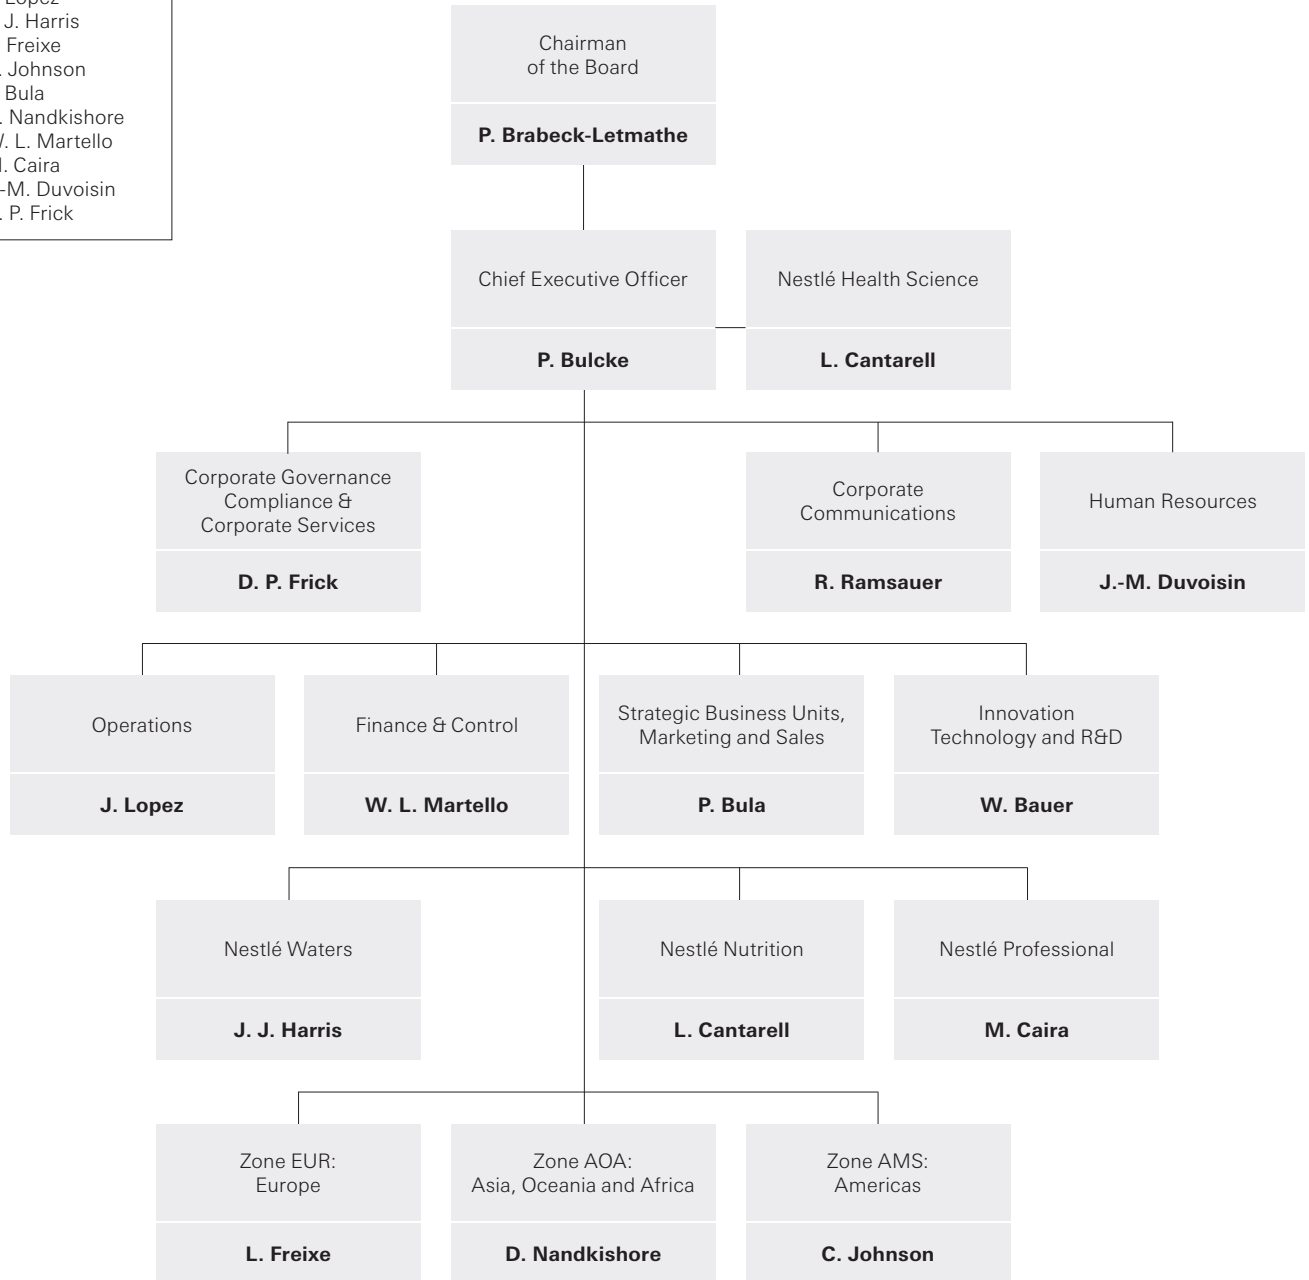 Lopez
J. Harris
Freixe
. Johnson
Bula
. Nandkishore
W. L. Martello
M. Caira
-M. Duvoisin
. P. Frick
Chairman
of the Board
P. Brabeck-Letmathe
Chief Executive Officer
P. Bulcke
Nestlé Health Science
L. Cantarell
Corporate Governance
Compliance &
Corporate Services
D. P. Frick
Corporate
Communications
R. Ramsauer
Human Resources
J.-M. Duvoisin
Operations
J. Lopez
Finance & Control
W. L. Martello
Strategic Business Units,
Marketing and Sales
P. Bula
Innovation
Technology and R&D
W. Bauer
Nestlé Waters
J. J. Harris
Nestlé Nutrition
L. Cantarell
Nestlé Professional
M. Caira
Zone EUR:
Europe
L. Freixe
Zone AOA:
Asia, Oceania and Africa
D. Nandkishore
Zone AMS:
Americas
C. Johnson